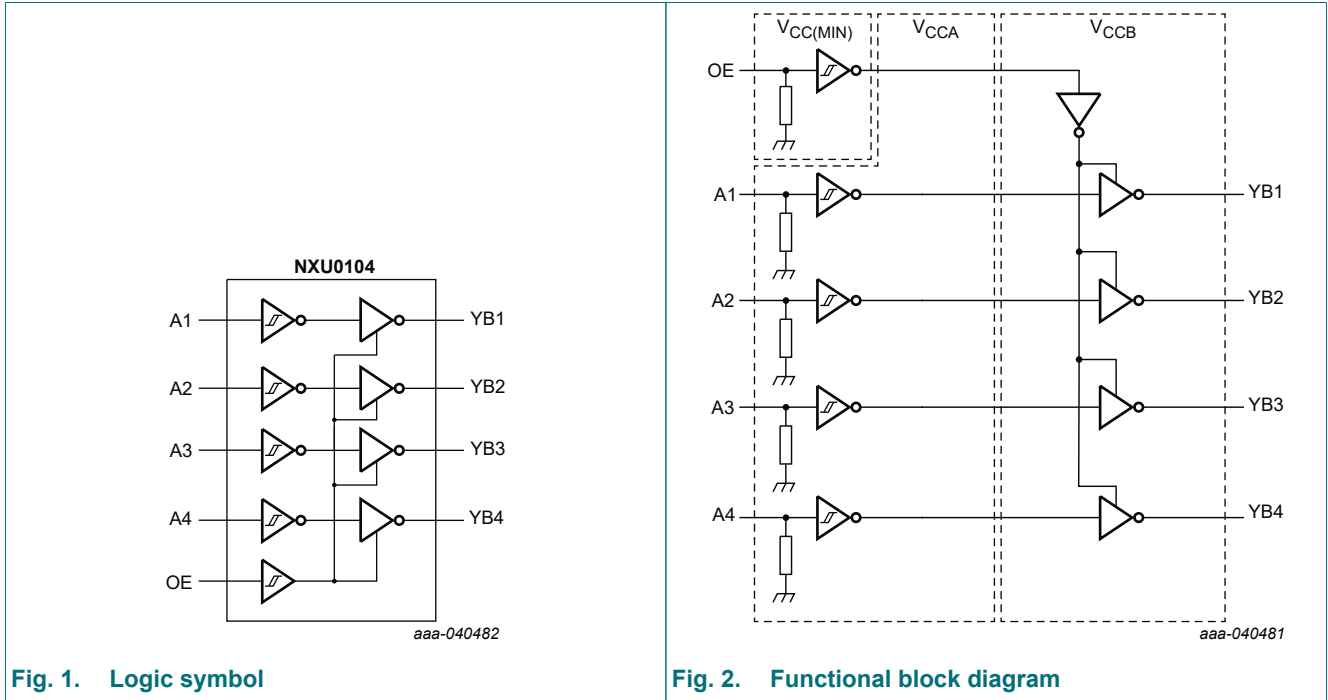 NXU0104
A1
YB1
A2
YB2
A3
YB3
A4
YB4
OE
aaa-040482
Fig. 1. Logic symbol
VCC(MIN)
VCCA
VCCB
OE
A1
YB1
A2
YB2
A3
YB3
A4
YB4
aaa-040481
Fig. 2. Functional block diagram